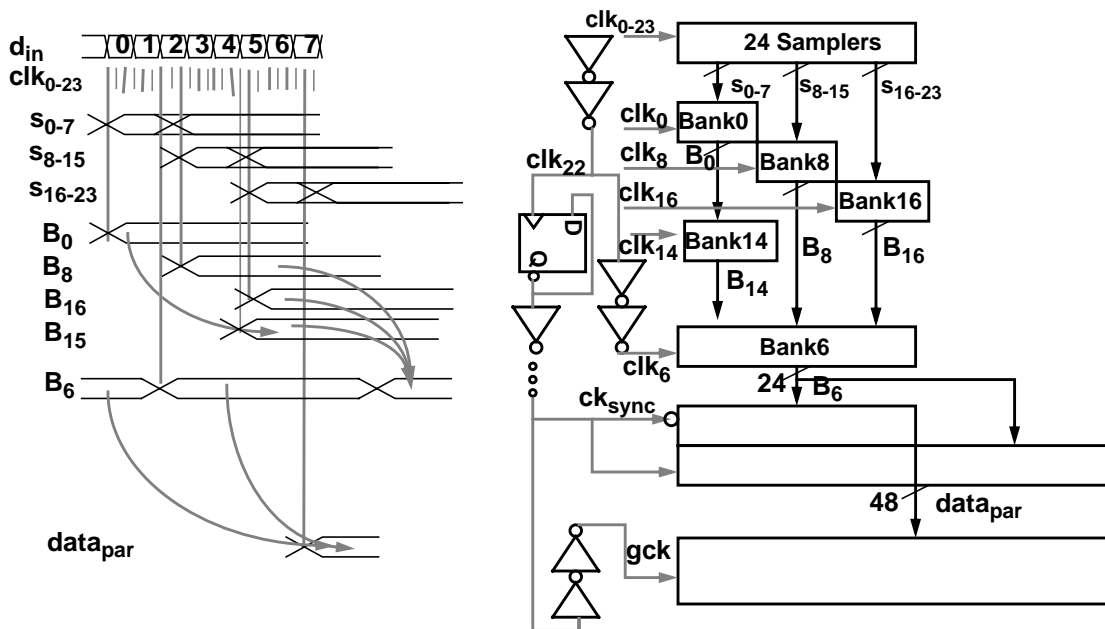 d_in 0 1 2 3 4 5 6 7
clk_0-23
s_0-7
s_8-15
s_16-23
B_0
B_8
B_16
B_15
B_6
data_par
clk_0-23
24 Samplers
s_0-7
s_8-15
s_16-23
clk_0
Bank0
B_0
clk_8
Bank8
clk_22
clk_16
Bank16
D
Q
clk_14
Bank14
B_8
B_16
B_14
Bank6
clk_6
24
B_6
ck_sync
48
data_par
gck